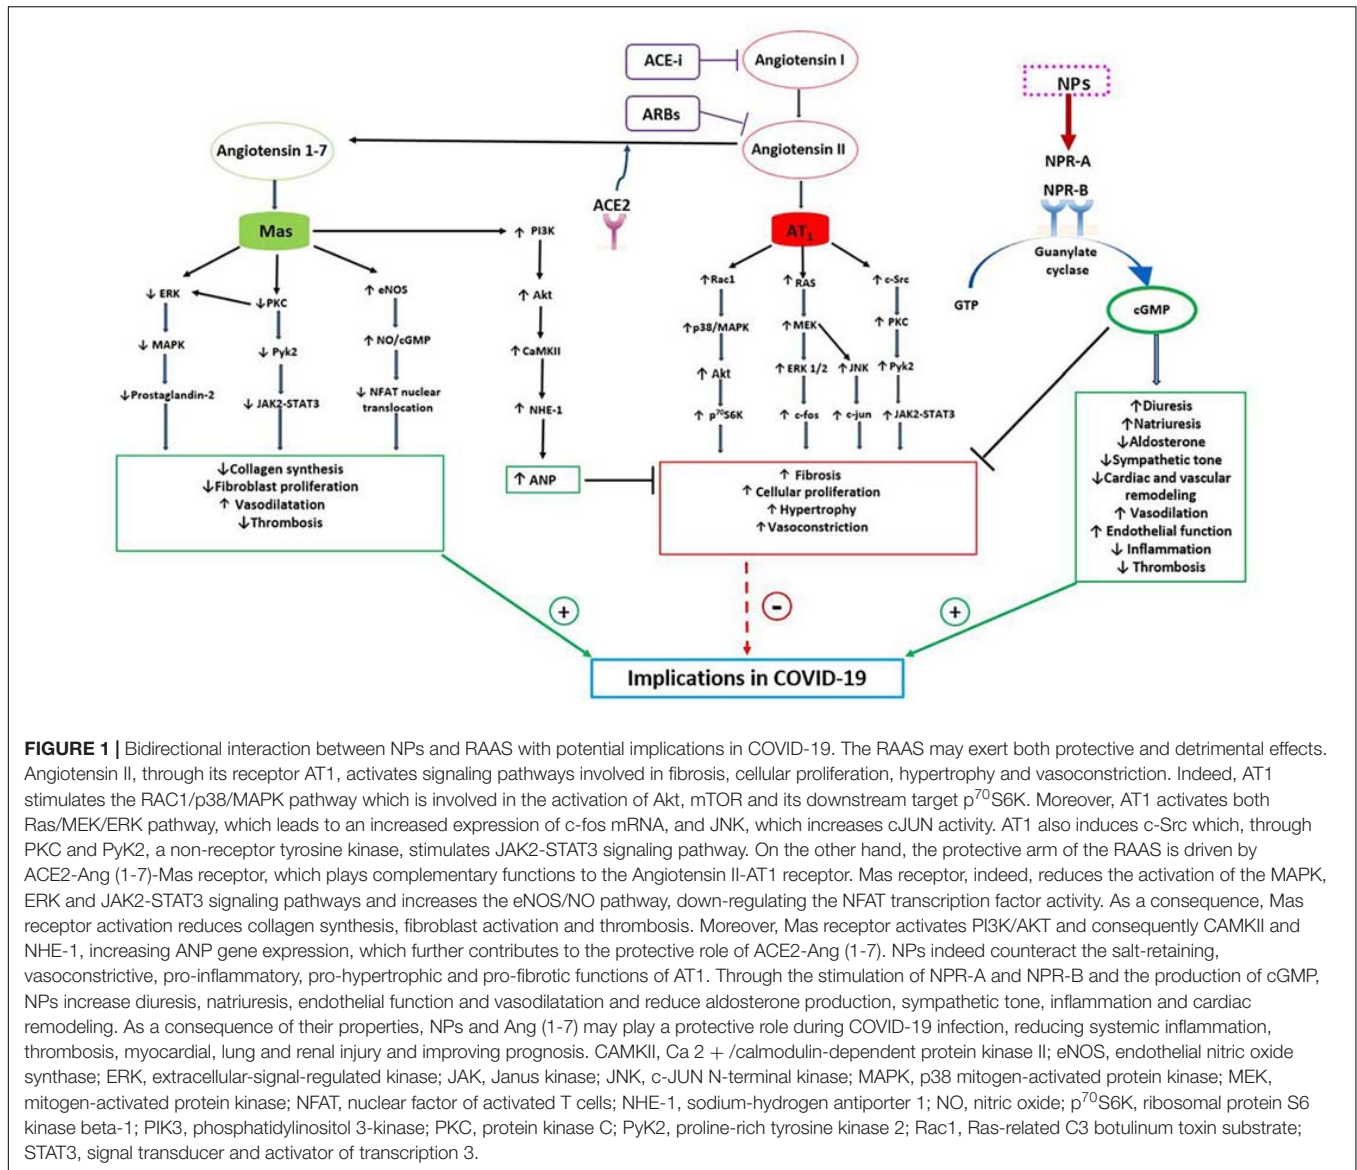 ACE-i
Angiotensin I
NPs
ARBs
Angiotensin 1-7
Angiotensin II
NPR-A
NPR-B
ACE2
Mas
AT1
Guanylate
cyclase
GTP
cGMP
↓ ERK
↓PKC
↑ eNOS
↑ PI3K
↑Rac1
↑ RAS
↑ c-Src
↓ MAPK
↓ Pyk2
↑ NO/cGMP
↑ Akt
↑p38/MAPK
↑MEK
↑ PKC
↓Prostaglandin-2
↓ JAK2-STAT3
↓ NFAT nuclear
translocation
↑CaMKII
↑ Akt
↑ ERK 1/2
↑JNK
↑Pyk2
↑ NHE-1
↑ p70S6K
↑ c-fos
↑ c-jun
↑JAK2-STAT3
↓Collagen synthesis
↓Fibroblast proliferation
↑ Vasodilatation
↓Thrombosis
↑ ANP
↑ Fibrosis
↑ Cellular proliferation
↑ Hypertrophy
↑Vasoconstriction
↑Diuresis
↑Natriuresis
↓Aldosterone
↓Sympathetic tone
↓Cardiac and vascular
remodeling
↑ Vasodilation
↑ Endothelial function
↓ Inflammation
↓ Thrombosis
+
-
+
Implications in COVID-19
FIGURE 1 | Bidirectional interaction between NPs and RAAS with potential implications in COVID-19. The RAAS may exert both protective and detrimental effects.
Angiotensin II, through its receptor AT1, activates signaling pathways involved in fibrosis, cellular proliferation, hypertrophy and vasoconstriction. Indeed, AT1
stimulates the RAC1/p38/MAPK pathway which is involved in the activation of Akt, mTOR and its downstream target p70S6K. Moreover, AT1 activates both
Ras/MEK/ERK pathway, which leads to an increased expression of c-fos mRNA, and JNK, which increases cJUN activity. AT1 also induces c-Src which, through
PKC and PyK2, a non-receptor tyrosine kinase, stimulates JAK2-STAT3 signaling pathway. On the other hand, the protective arm of the RAAS is driven by
ACE2-Ang (1-7)-Mas receptor, which plays complementary functions to the Angiotensin II-AT1 receptor. Mas receptor, indeed, reduces the activation of the MAPK,
ERK and JAK2-STAT3 signaling pathways and increases the eNOS/NO pathway, down-regulating the NFAT transcription factor activity. As a consequence, Mas
receptor activation reduces collagen synthesis, fibroblast activation and thrombosis. Moreover, Mas receptor activates PI3K/AKT and consequently CAMKII and
NHE-1, increasing ANP gene expression, which further contributes to the protective role of ACE2-Ang (1-7). NPs indeed counteract the salt-retaining,
vasoconstrictive, pro-inflammatory, pro-hypertrophic and pro-fibrotic functions of AT1. Through the stimulation of NPR-A and NPR-B and the production of cGMP,
NPs increase diuresis, natriuresis, endothelial function and vasodilatation and reduce aldosterone production, sympathetic tone, inflammation and cardiac
remodeling. As a consequence of their properties, NPs and Ang (1-7) may play a protective role during COVID-19 infection, reducing systemic inflammation,
thrombosis, myocardial, lung and renal injury and improving prognosis. CAMKII, Ca 2 + /calmodulin-dependent protein kinase II; eNOS, endothelial nitric oxide
synthase; ERK, extracellular-signal-regulated kinase; JAK, Janus kinase; JNK, c-JUN N-terminal kinase; MAPK, p38 mitogen-activated protein kinase; MEK,
mitogen-activated protein kinase; NFAT, nuclear factor of activated T cells; NHE-1, sodium-hydrogen antiporter 1; NO, nitric oxide; p70S6K, ribosomal protein S6
kinase beta-1; PIK3, phosphatidylinositol 3-kinase; PKC, protein kinase C; PyK2, proline-rich tyrosine kinase 2; Rac1, Ras-related C3 botulinum toxin substrate;
STAT3, signal transducer and activator of transcription 3.